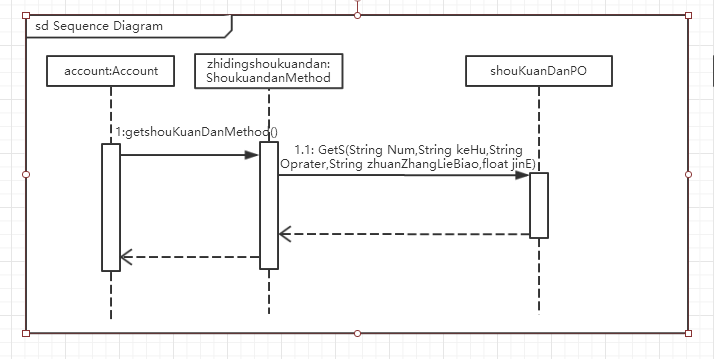 sd Sequence Diagram
account:Account
zhidingshoukuandan:
ShoukuandanMethod
shouKuanDanPO
1:getshouKuanDanMethod()
1.1: GetS(String Num,String keHu,String
Oprater,String zhuanZhangLieBiao,float jinE)